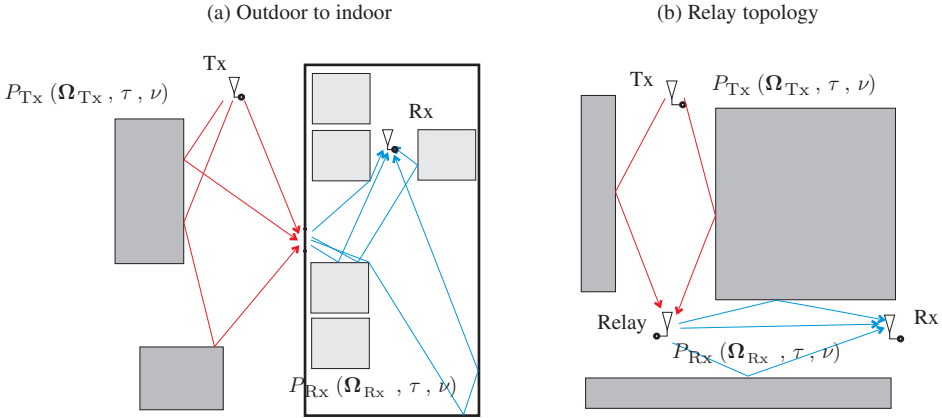 (a) Outdoor to indoor
Tx
P_Tx (Ω_Tx , τ , ν)
Rx
P_Rx (Ω_Rx , τ , ν)
(b) Relay topology
Tx
P_Tx (Ω_Tx , τ , ν)
Relay
Rx
P_Rx (Ω_Rx , τ , ν)